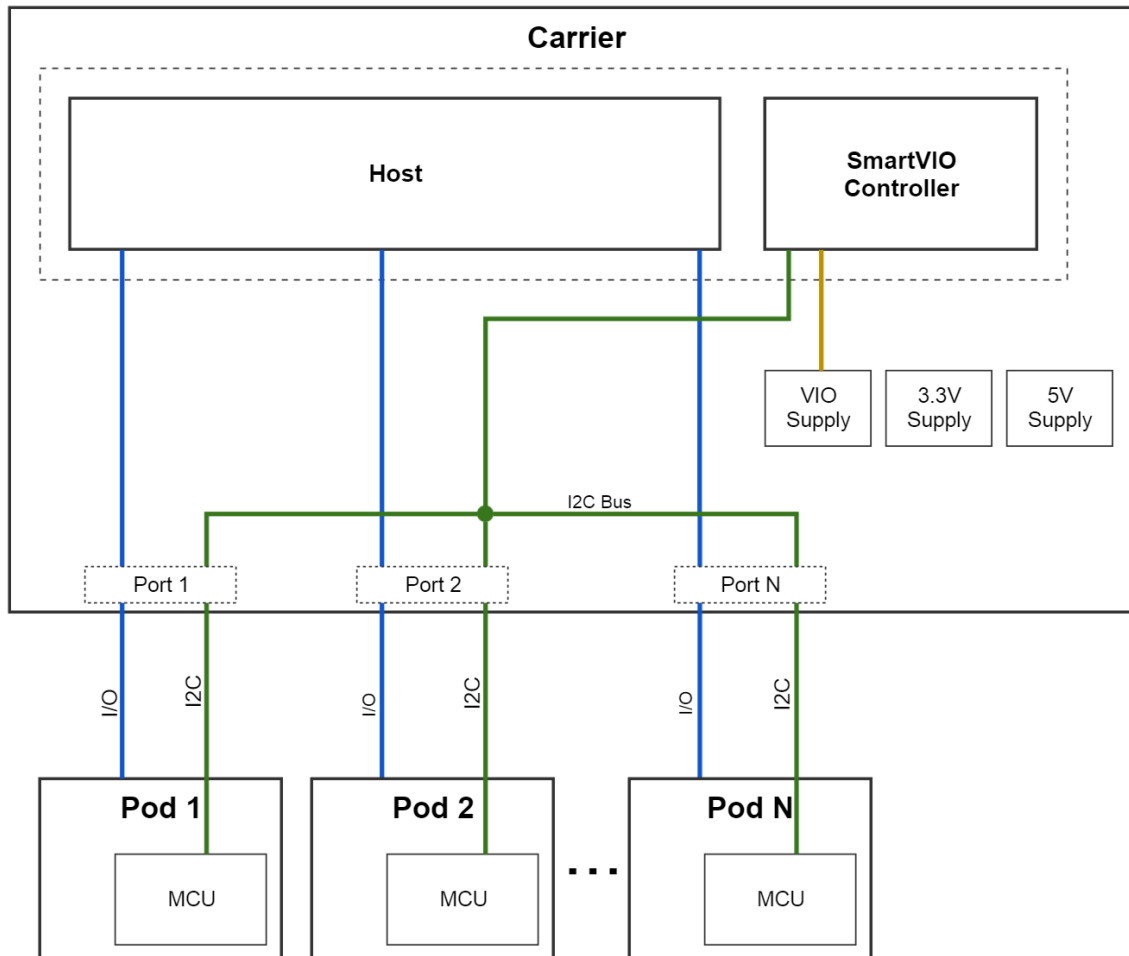 Carrier
Host
SmartVIO
Controller
VIO
Supply
3.3V
Supply
5V
Supply
I2C Bus
Port 1
Port 2
Port N
I/O
I2C
I/O
I2C
I/O
I2C
Pod 1
Pod 2
Pod N
MCU
MCU
...
MCU